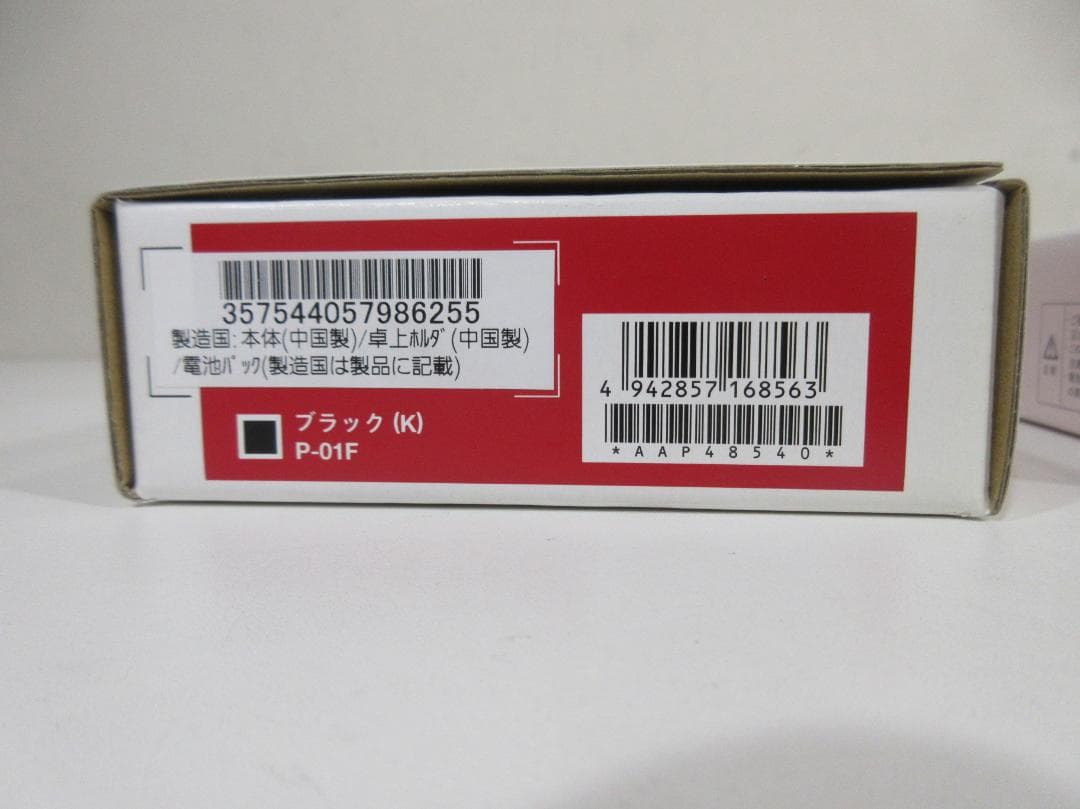 357544057986255
製造国:本体(中国製)/卓上ﾎﾙﾀﾞ(中国製)
/電池ﾊﾟｯｸ(製造国は製品に記載)
ブラック(K)
P-01F
4 942857 168563
*AAP48540*